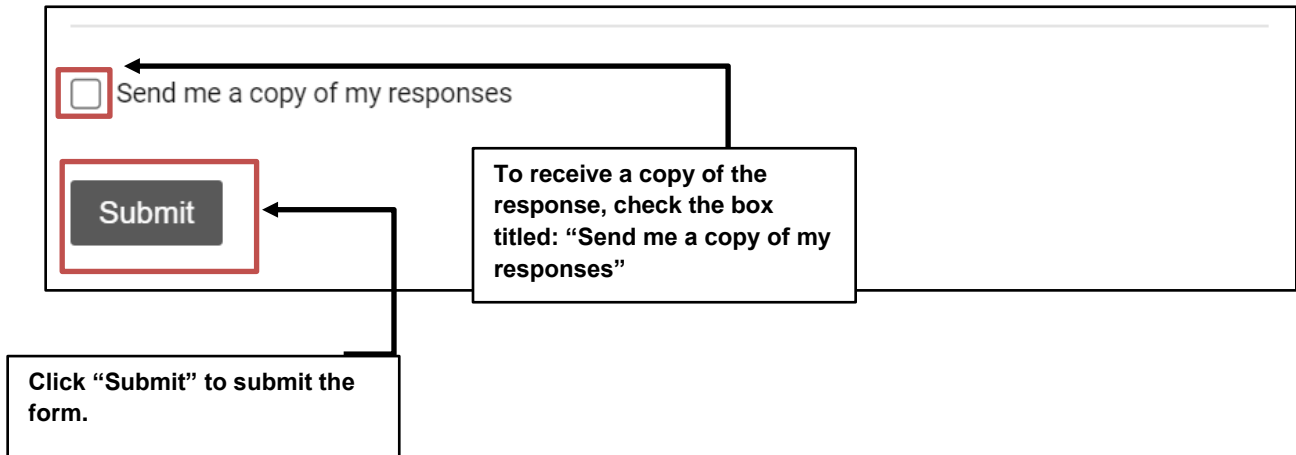 Send me a copy of my responses
Submit
To receive a copy of the
response, check the box
titled: “Send me a copy of my
responses”
Click “Submit” to submit the
form.